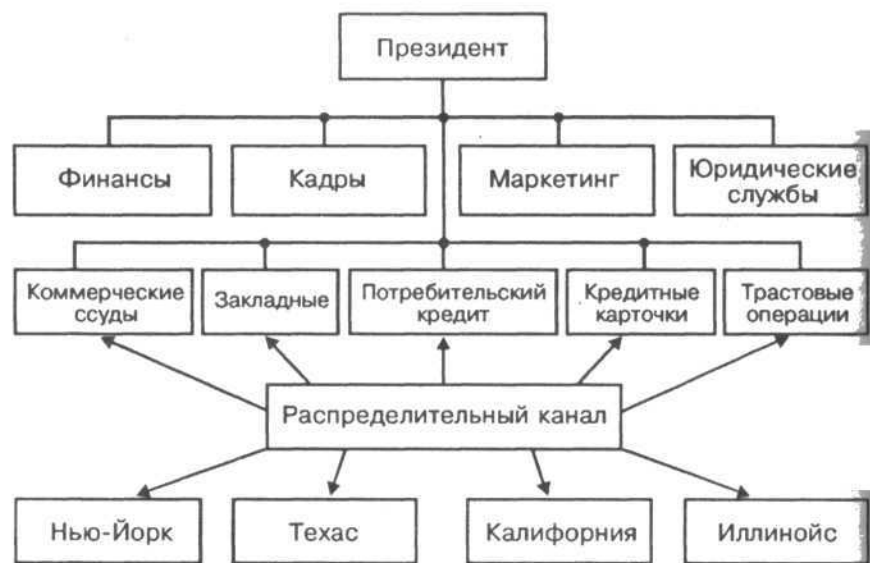 Президент
Финансы
Кадры
Маркетинг
Юридические
службы
Коммерческие
ссуды
Закладные
Потребительский
кредит
Кредитные
карточки
Трастовые
операции
Распределительный канал
Нью-Йорк
Техас
Калифорния
Иллинойс